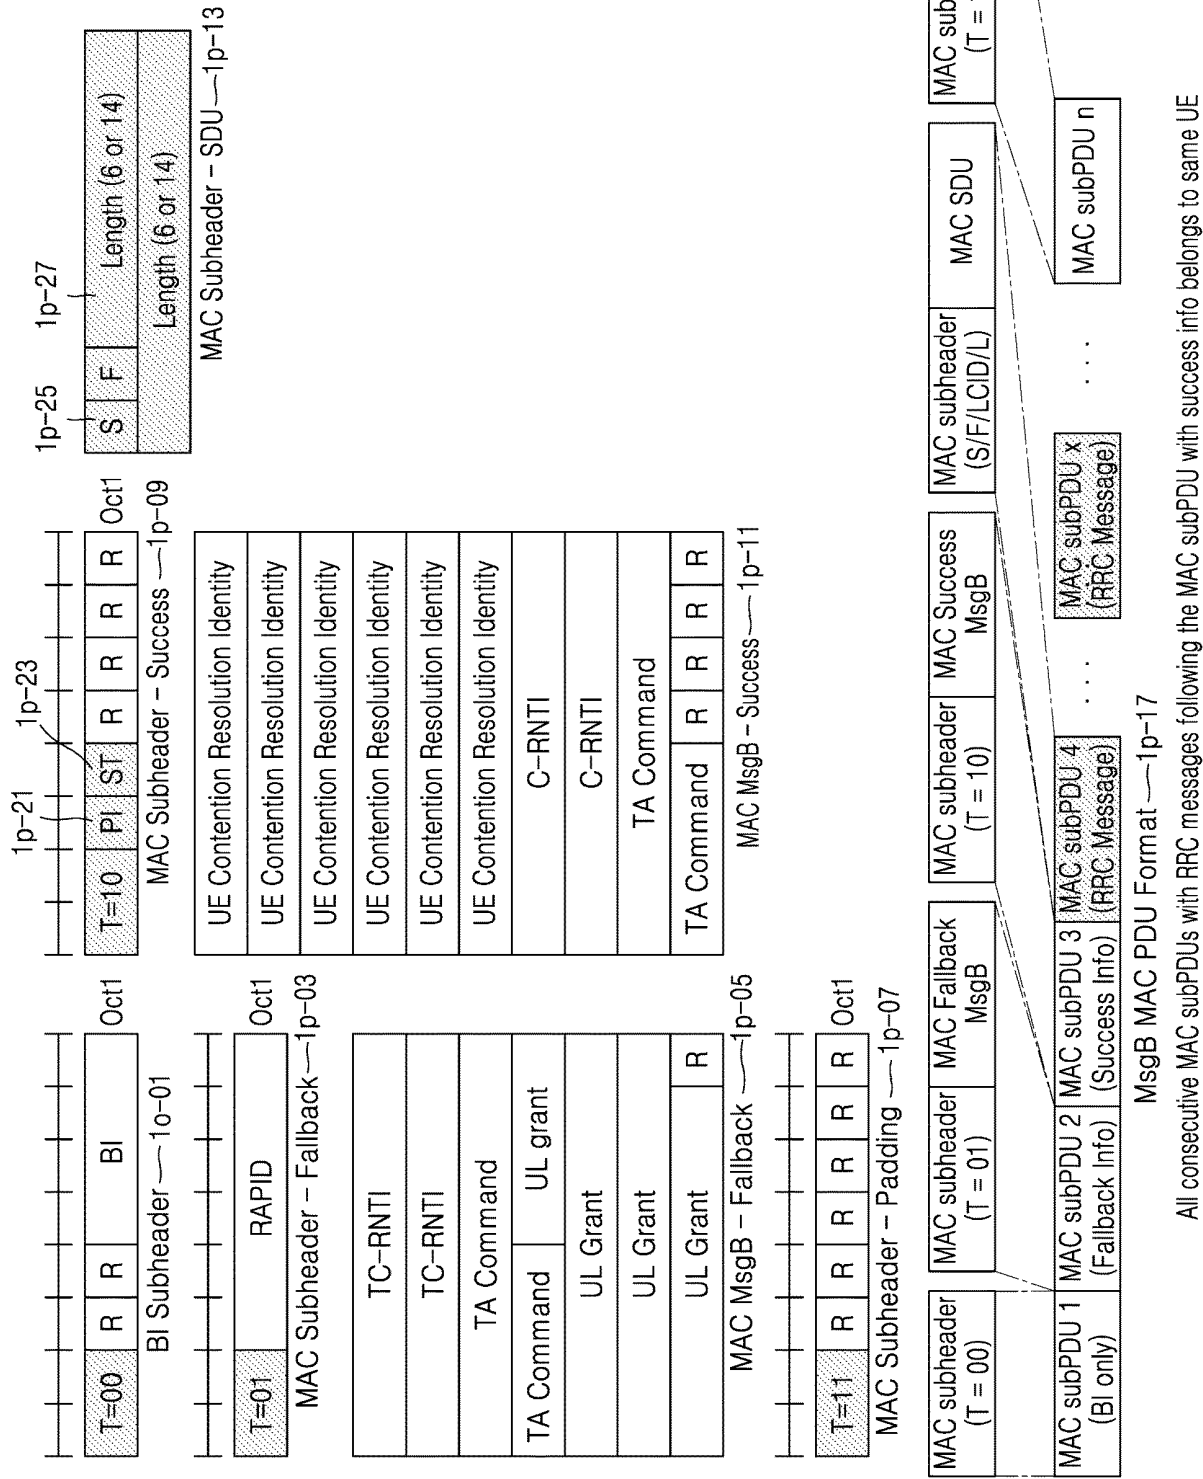 T=00 R R BI Oct1
BI Subheader 1o-01
T=01 RAPID Oct1
MAC Subheader – Fallback 1p-03
TC-RNTI
TC-RNTI
TA Command
TA Command UL grant
UL Grant
UL Grant
UL Grant R
MAC MsgB – Fallback 1p-05
T=11 R R R R R R Oct1
MAC Subheader – Padding 1p-07
1p-21 1p-23
T=10 PI ST R R R R Oct1
MAC Subheader – Success 1p-09
UE Contention Resolution Identity
UE Contention Resolution Identity
UE Contention Resolution Identity
UE Contention Resolution Identity
UE Contention Resolution Identity
UE Contention Resolution Identity
C-RNTI
C-RNTI
TA Command
TA Command R R R R
MAC MsgB – Success 1p-11
1p-25 1p-27
S F Length (6 or 14)
Length (6 or 14)
MAC Subheader – SDU 1p-13
MAC subheader
(T = 00)
MAC subheader
(T = 01)
MAC Fallback
MsgB
MAC subheader
(T = 10)
MAC Success
MsgB
MAC subheader
(S/F/LCID/L)
MAC SDU
MAC sub
(T =
MAC subPDU 1
(BI only)
MAC subPDU 2
(Fallback Info)
MAC subPDU 3
(Success Info)
MAC subPDU 4
(RRC Message)
. . .
MAC subPDU x
(RRC Message)
. . .
MAC subPDU n
MsgB MAC PDU Format 1p-17
All consecutive MAC subPDUs with RRC messages following the MAC subPDU with success info belongs to same UE